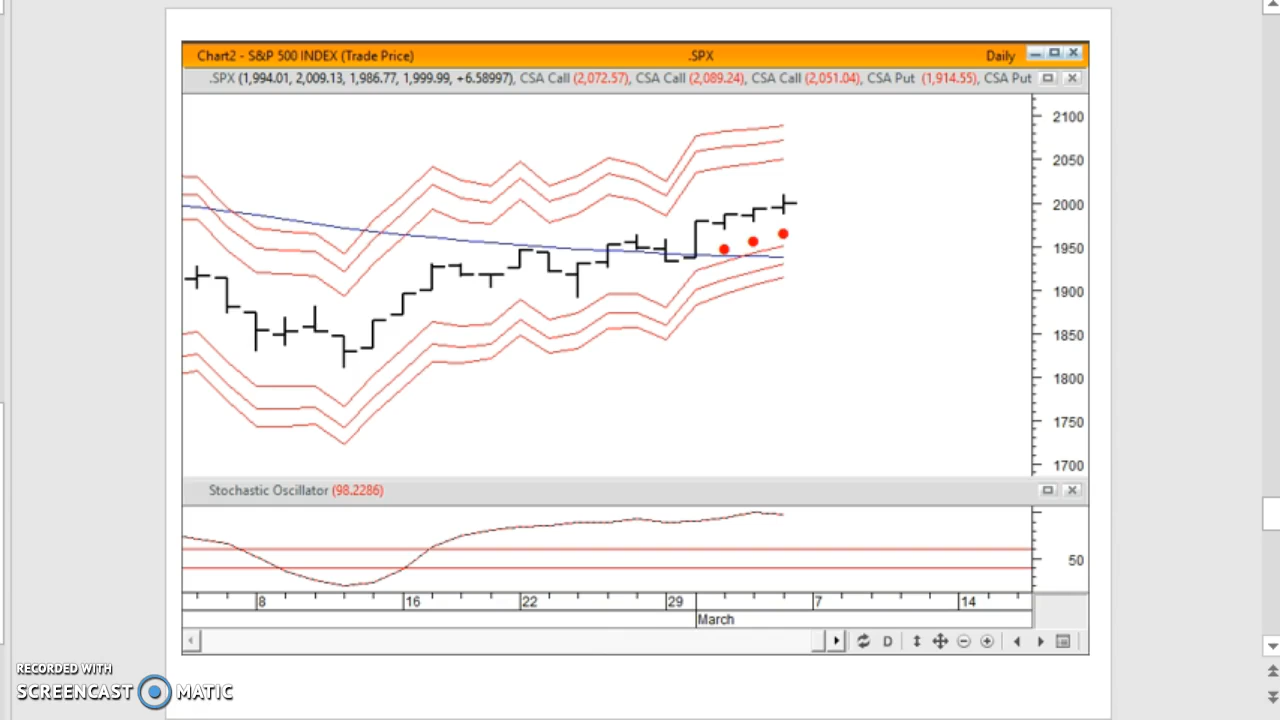 Chart2 - S&P 500 INDEX (Trade Price) .SPX Daily
.SPX (1,994.01, 2,009.13, 1,986.77, 1,999.99, +6.58997), CSA Call (2,072.57), CSA Call (2,089.24), CSA Call (2,051.04), CSA Put (1,914.55), CSA Put
2100
2050
2000
1950
1900
1850
1800
1750
1700
Stochastic Oscillator (98.2286)
50
8 16 22 29 7 14
March
D
RECORDED WITH
SCREENCAST MATIC